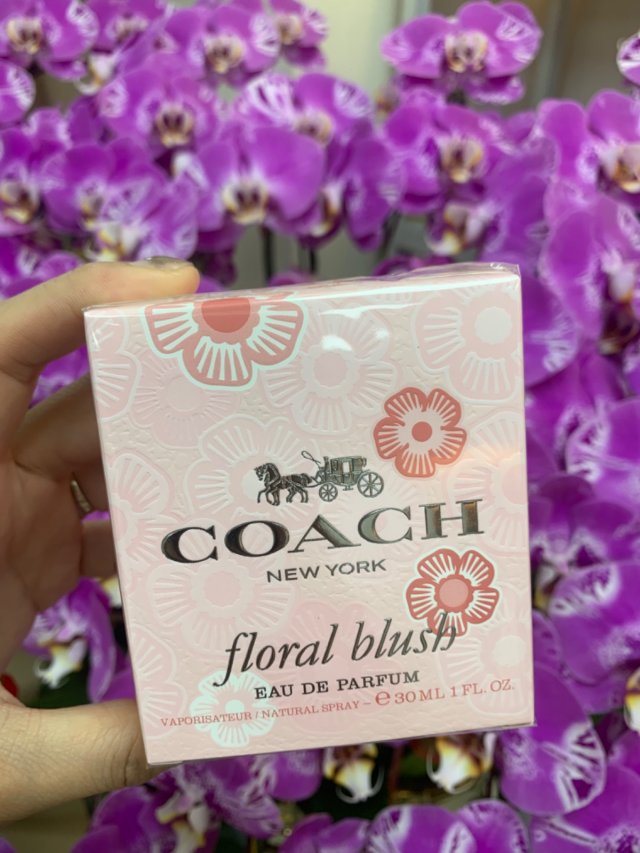 COACH
NEW YORK
floral blush
EAU DE PARFUM
VAPORISATEUR / NATURAL SPRAY – ℮ 30 ML 1 FL. OZ.